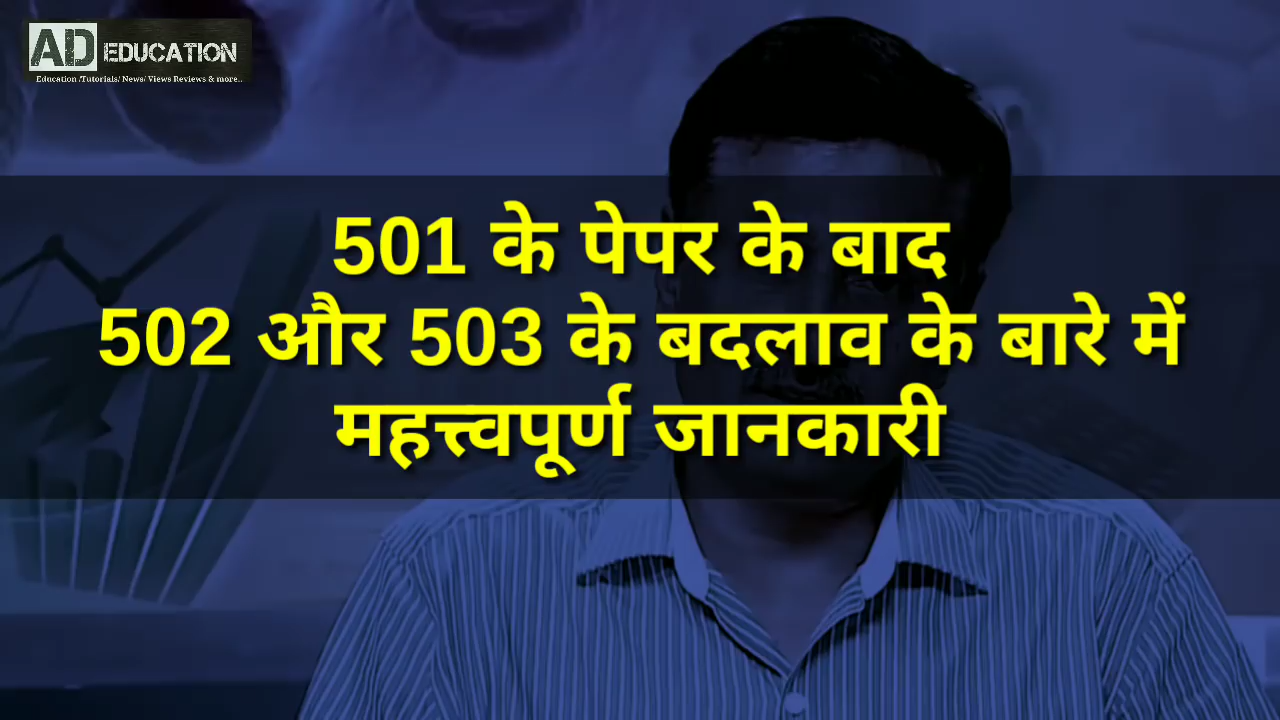 AD EDUCATION
Education /Tutorials/ News/ Views Reviews & more..
501 के पेपर के बाद
502 और 503 के बदलाव के बारे में
महत्त्वपूर्ण जानकारी